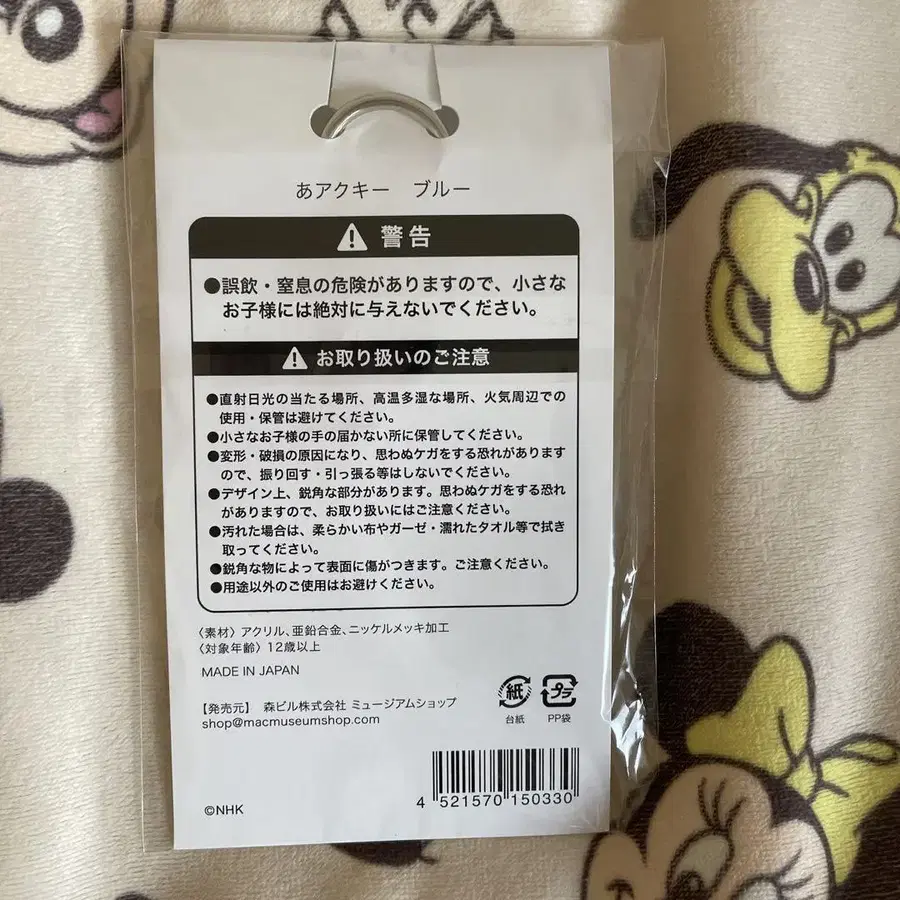 あアクキー　ブルー
警告
●誤飲・窒息の危険がありますので、小さな
お子様には絶対に与えないでください。
お取り扱いのご注意
●直射日光の当たる場所、高温多湿な場所、火気周辺での
使用・保管は避けてください。
●小さなお子様の手の届かない所に保管してください。
●変形・破損の原因になり、思わぬケガをする恐れがあります
ので、振り回す・引っ張る等はしないでください。
●デザイン上、鋭角な部分があります。思わぬケガをする恐れ
がありますので、お取り扱いにはご注意ください。
●汚れた場合は、柔らかい布やガーゼ・濡れたタオル等で拭き
取ってください。
●鋭角な物によって表面に傷がつきます。ご注意ください。
●用途以外のご使用はお避けください。
〈素材〉アクリル、亜鉛合金、ニッケルメッキ加工
〈対象年齢〉12歳以上
MADE IN JAPAN
【発売元】 森ビル株式会社 ミュージアムショップ
shop@macmuseumshop.com
紙 プラ
台紙 PP袋
4 521570 150330
©NHK